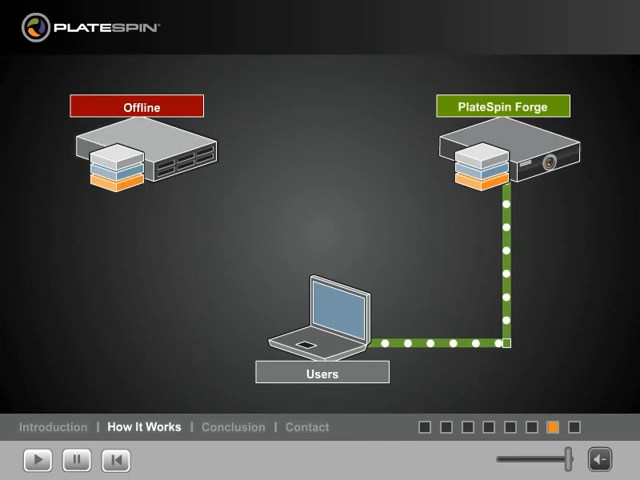 PLATESPIN
Offline
PlateSpin Forge
Users
Introduction | How It Works | Conclusion | Contact